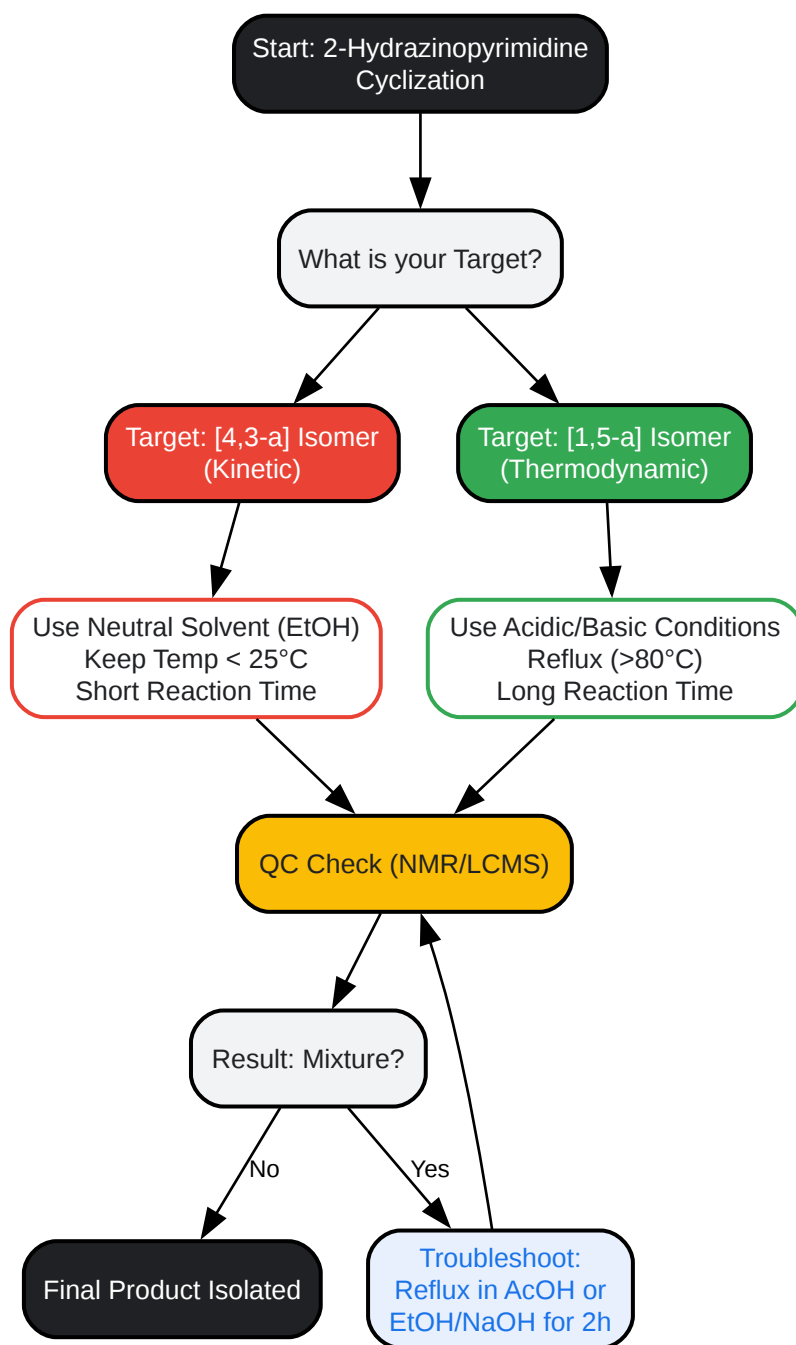 Start: 2-Hydrazinopyrimidine
Cyclization
What is your Target?
Target: [4,3-a] Isomer
(Kinetic)
Target: [1,5-a] Isomer
(Thermodynamic)
Use Neutral Solvent (EtOH)
Keep Temp < 25°C
Short Reaction Time
Use Acidic/Basic Conditions
Reflux (>80°C)
Long Reaction Time
QC Check (NMR/LCMS)
Result: Mixture?
No
Yes
Final Product Isolated
Troubleshoot:
Reflux in AcOH or
EtOH/NaOH for 2h